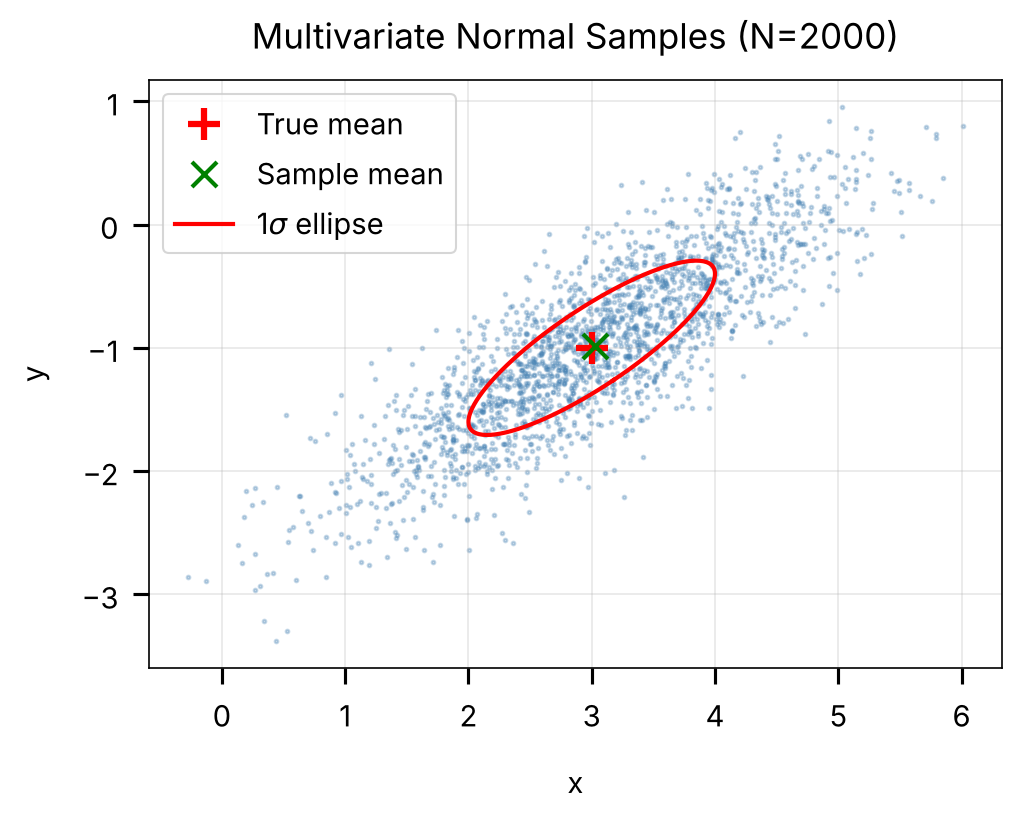 Multivariate Normal Samples (N=2000)
True mean
Sample mean
1σ ellipse
1
0
−1
−2
−3
y
0 1 2 3 4 5 6
x